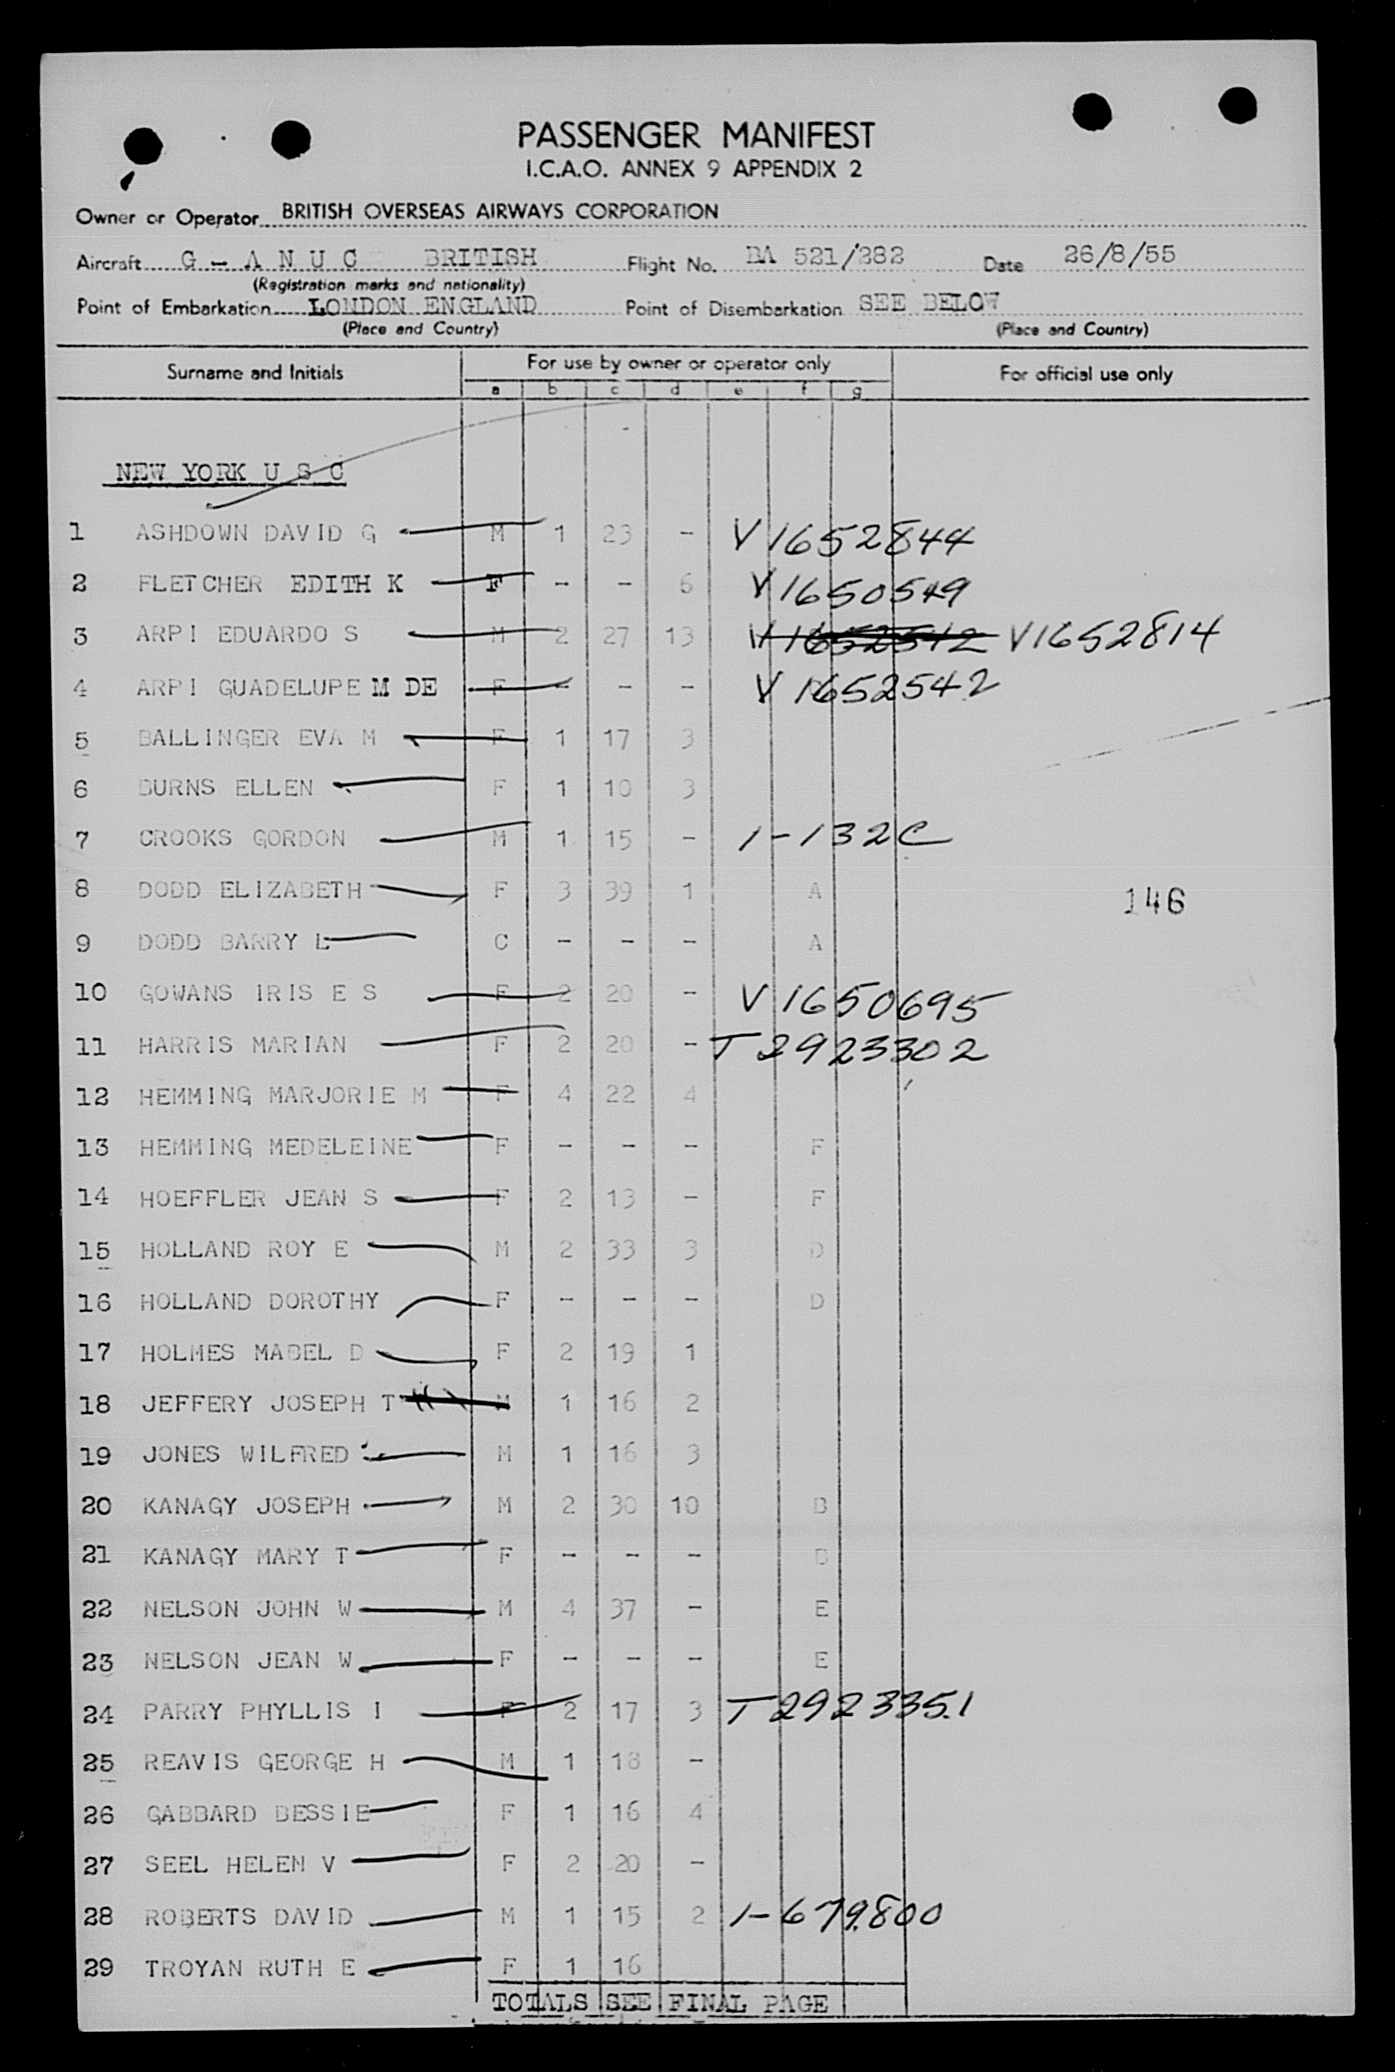 PASSENGER MANIFEST
I.C.A.O. ANNEX 9 APPENDIX 2
Owner or Operator BRITISH OVERSEAS AIRWAYS CORPORATION
Aircraft G - A N U C BRITISH Flight No. BA 521/282 Date 26/8/55
(Registration marks and nationality)
Point of Embarkation LONDON ENGLAND Point of Disembarkation SEE BELOW
(Place and Country) (Place and Country)
Surname and Initials For use by owner or operator only For official use only
a b c d e f g
NEW YORK U S C
1 ASHDOWN DAVID G M 1 23 - V 1652844
2 FLETCHER EDITH K F - - 6 V 1650549
3 ARPI EDUARDO S M 2 27 13 V 1652542 V1652814
4 ARPI GUADELUPE M DE F - - - V 1652542
5 BALLINGER EVA M F 1 17 3
6 BURNS ELLEN F 1 10 3
7 CROOKS GORDON M 1 15 - 1-132C
8 DODD ELIZABETH F 3 39 1 A 146
9 DODD BARRY L C - - - A
10 GOWANS IRIS E S F 2 20 - V 1650695
11 HARRIS MARIAN F 2 20 - T 2923302
12 HEMMING MARJORIE M F 4 22 4
13 HEMMING MEDELEINE F - - - F
14 HOEFFLER JEAN S F 2 13 - F
15 HOLLAND ROY E M 2 33 3 D
16 HOLLAND DOROTHY F - - - D
17 HOLMES MABEL D F 2 19 1
18 JEFFERY JOSEPH T M 1 16 2
19 JONES WILFRED M 1 16 3
20 KANAGY JOSEPH M 2 30 10 B
21 KANAGY MARY T F - - - B
22 NELSON JOHN W M 4 37 - E
23 NELSON JEAN W F - - - E
24 PARRY PHYLLIS I F 2 17 3 T 2923351
25 REAVIS GEORGE H M 1 18 -
26 GABBARD BESSIE F 1 16 4
27 SEEL HELEN V F 2 20 -
28 ROBERTS DAVID M 1 15 2 1-679800
29 TROYAN RUTH E F 1 16
TOTALS SEE FINAL PAGE